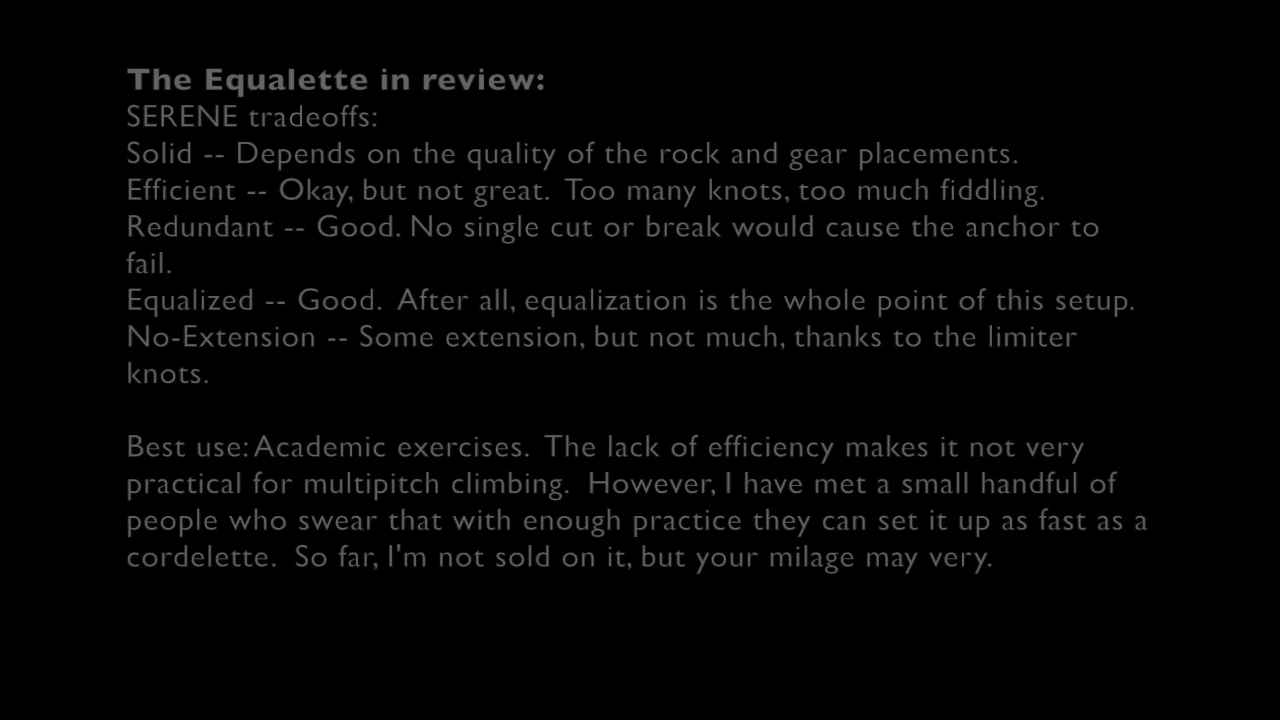 The Equalette in review:
SERENE tradeoffs:
Solid -- Depends on the quality of the rock and gear placements.
Efficient -- Okay, but not great.  Too many knots, too much fiddling.
Redundant -- Good. No single cut or break would cause the anchor to
fail.
Equalized -- Good.  After all, equalization is the whole point of this setup.
No-Extension -- Some extension, but not much, thanks to the limiter
knots.

Best use: Academic exercises.  The lack of efficiency makes it not very
practical for multipitch climbing.  However, I have met a small handful of
people who swear that with enough practice they can set it up as fast as a
cordelette.  So far, I'm not sold on it, but your milage may very.